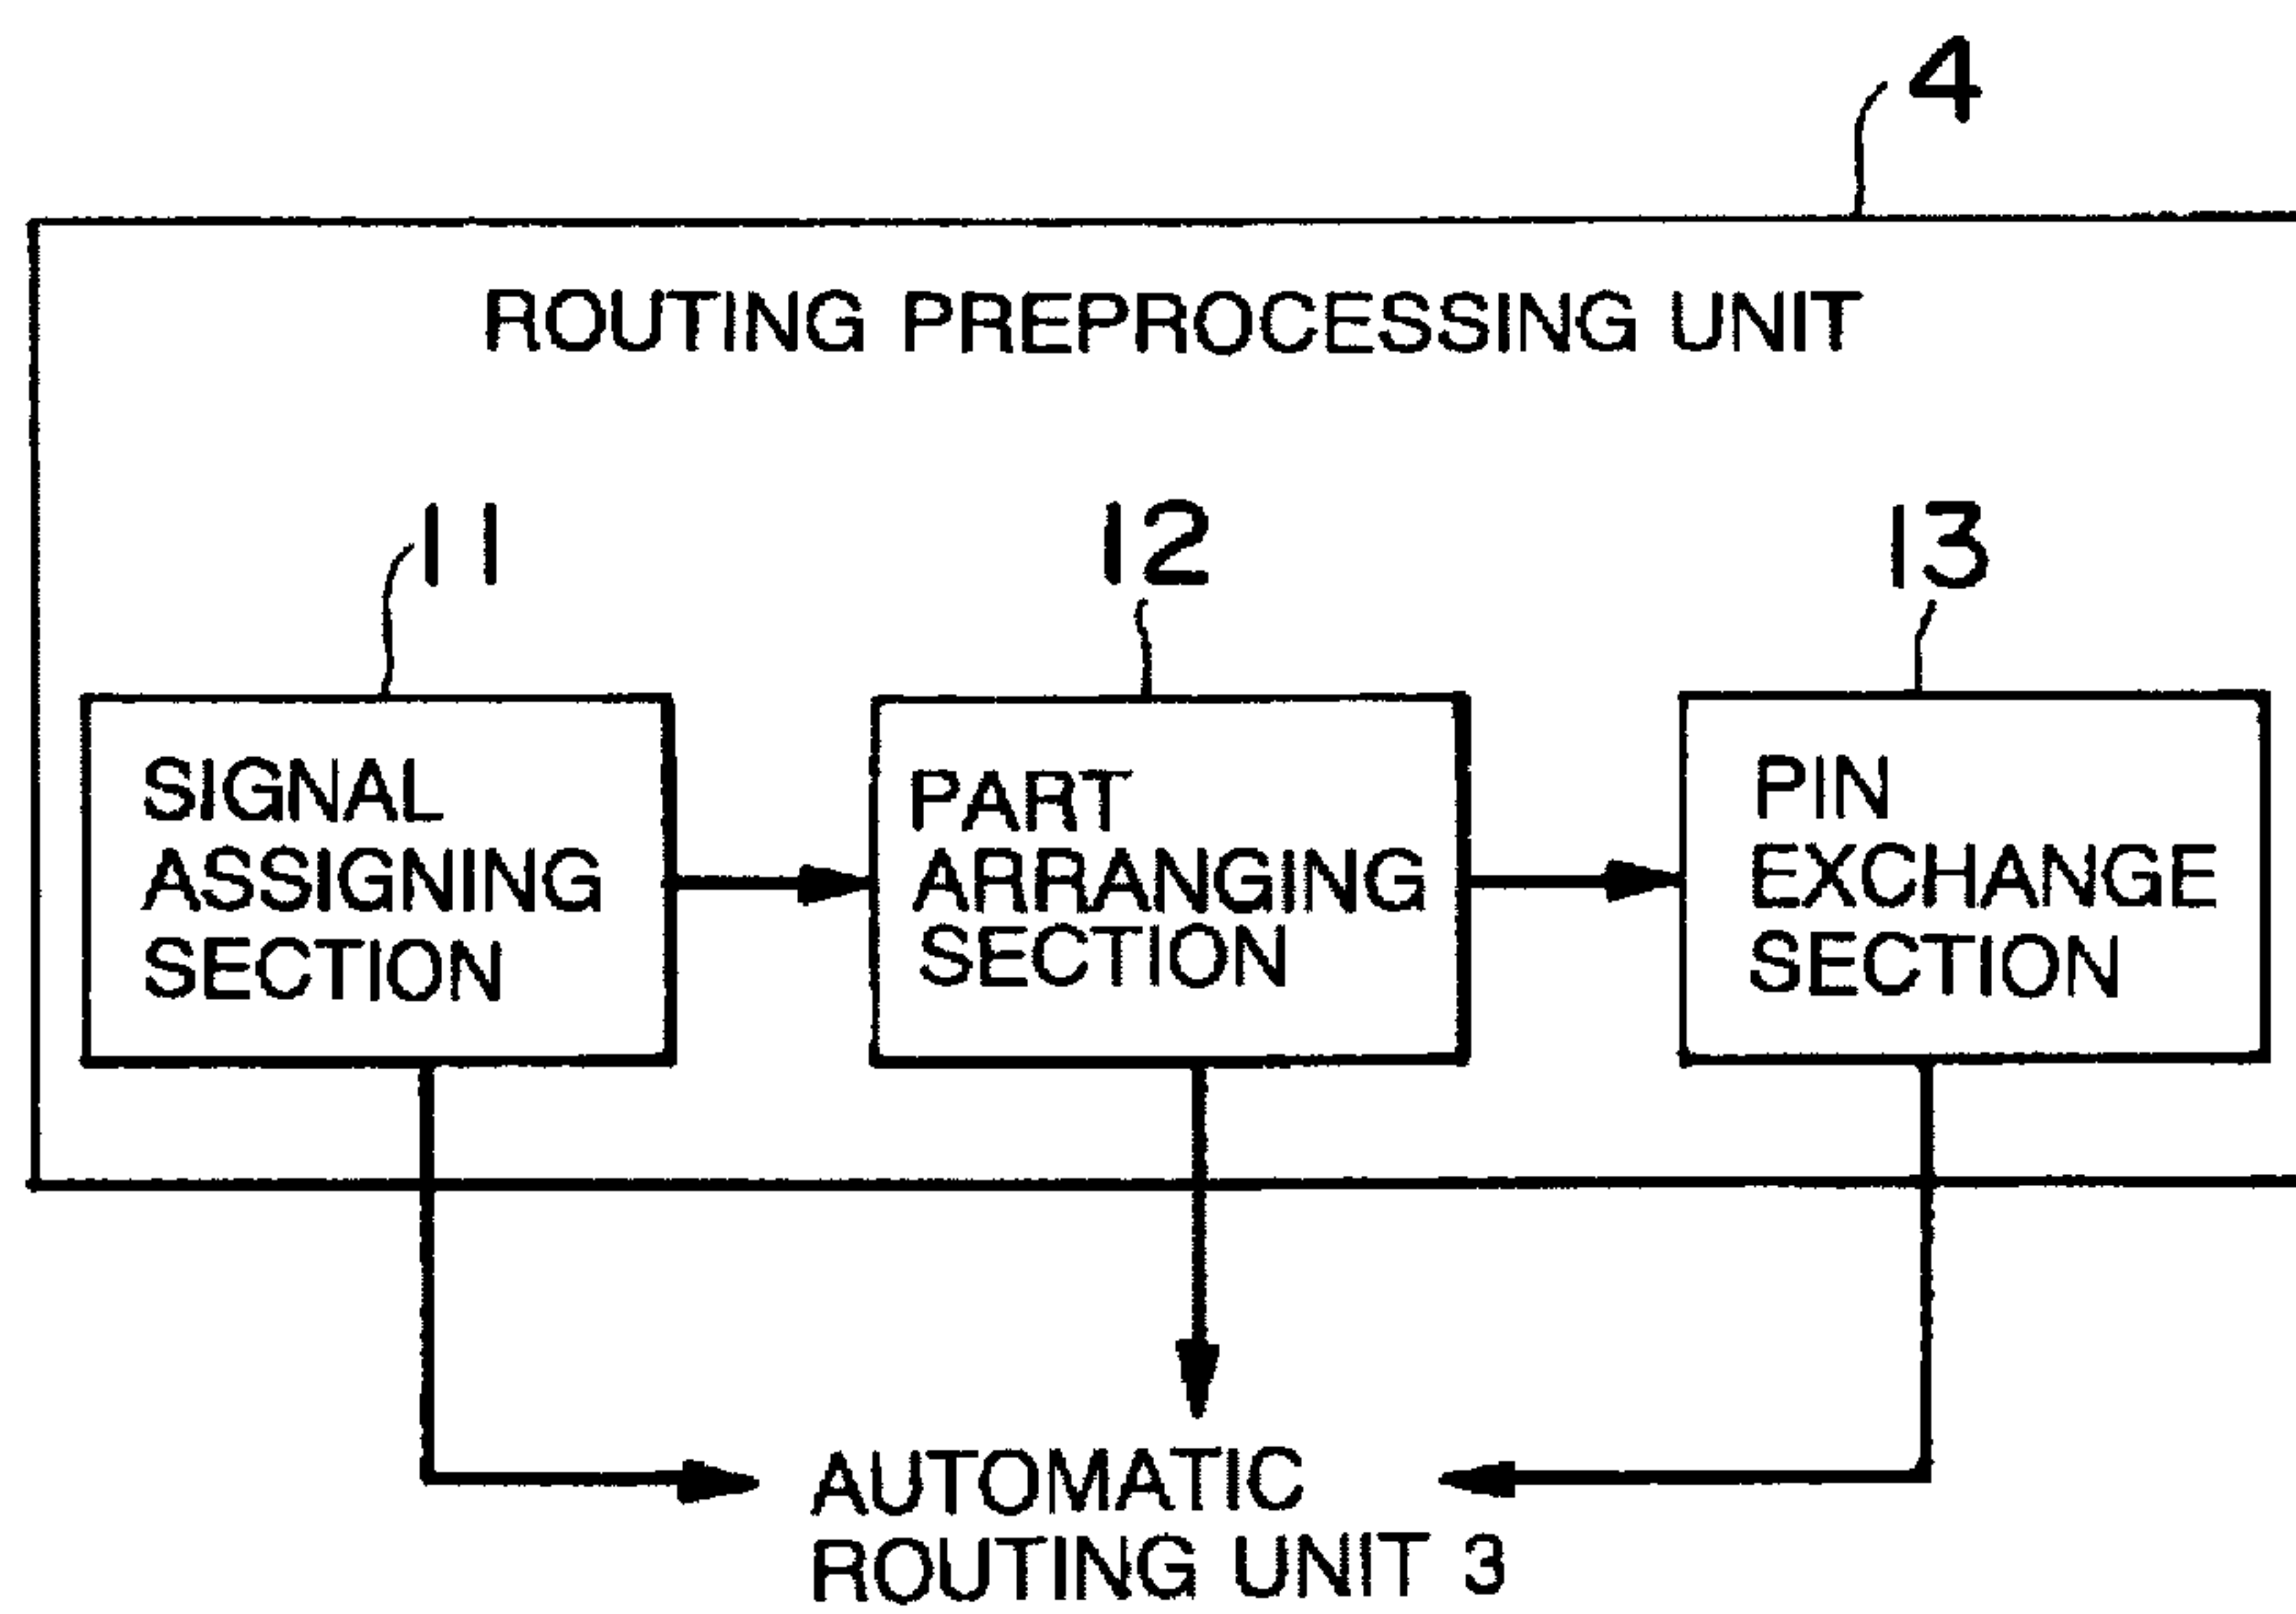 4
ROUTING PREPROCESSING UNIT
11
12
13
SIGNAL
ASSIGNING
SECTION
PART
ARRANGING
SECTION
PIN
EXCHANGE
SECTION
AUTOMATIC
ROUTING UNIT 3